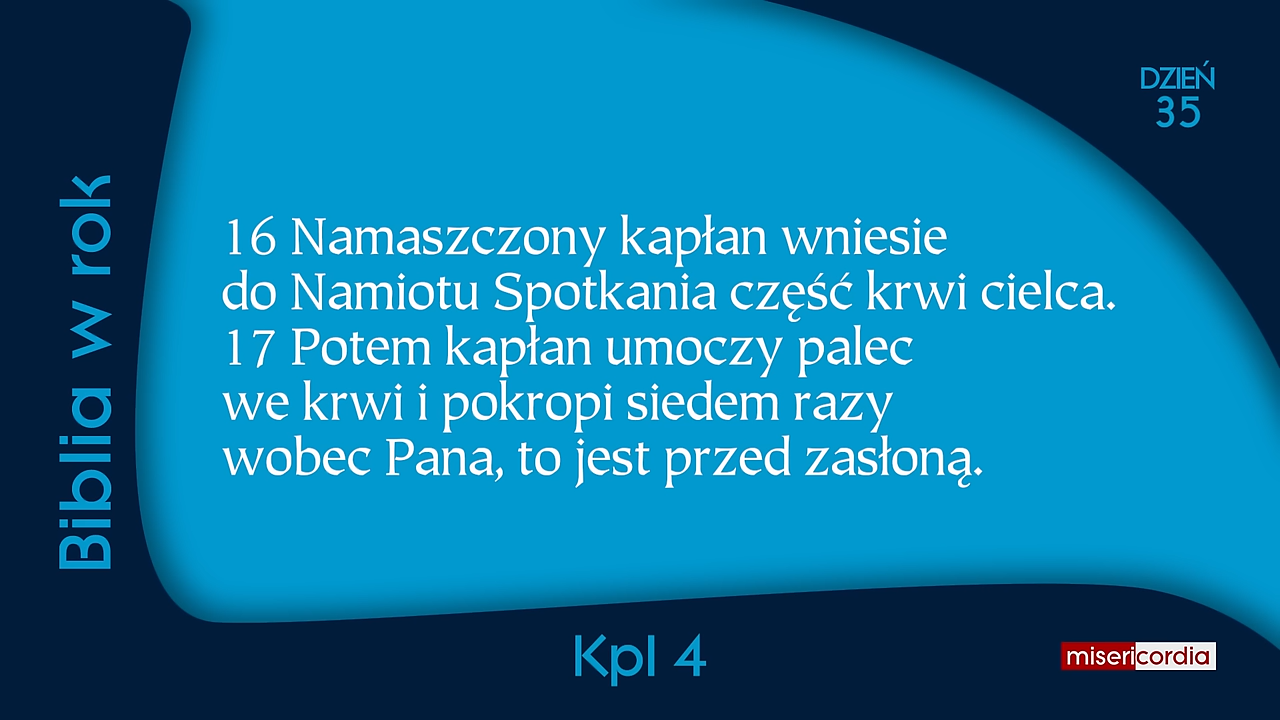 DZIEŃ
35
Biblia w rok
16 Namaszczony kapłan wniesie
do Namiotu Spotkania część krwi cielca.
17 Potem kapłan umoczy palec
we krwi i pokropi siedem razy
wobec Pana, to jest przed zasłoną.
Kpl 4
misericordia